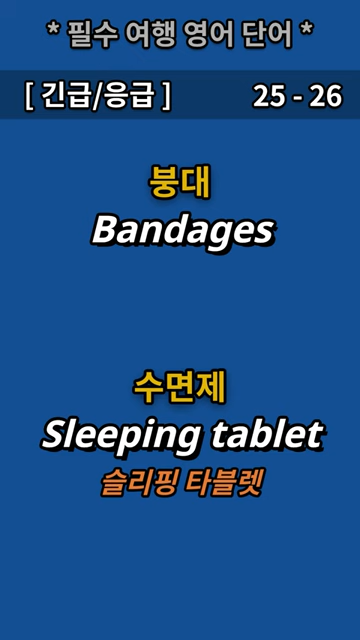 * 필수 여행 영어 단어 *
[ 긴급/응급 ] 25 - 26
붕대
Bandages
수면제
Sleeping tablet
슬리핑 타블렛